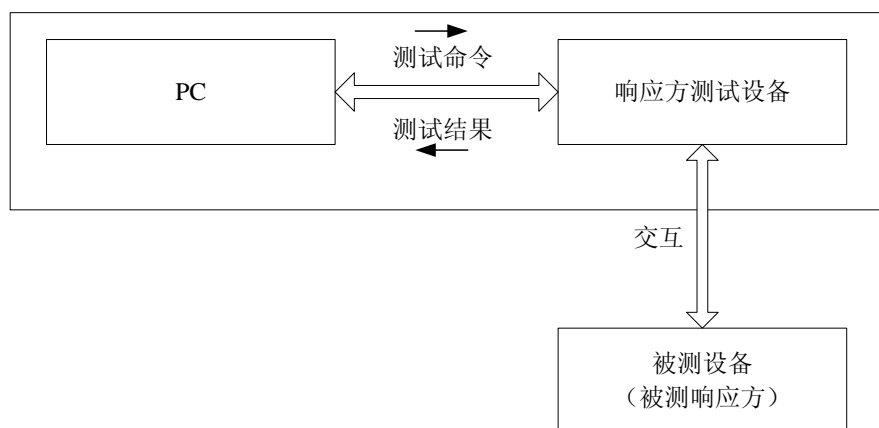 测试命令
PC
响应方测试设备
测试结果
交互
被测设备
（被测响应方）